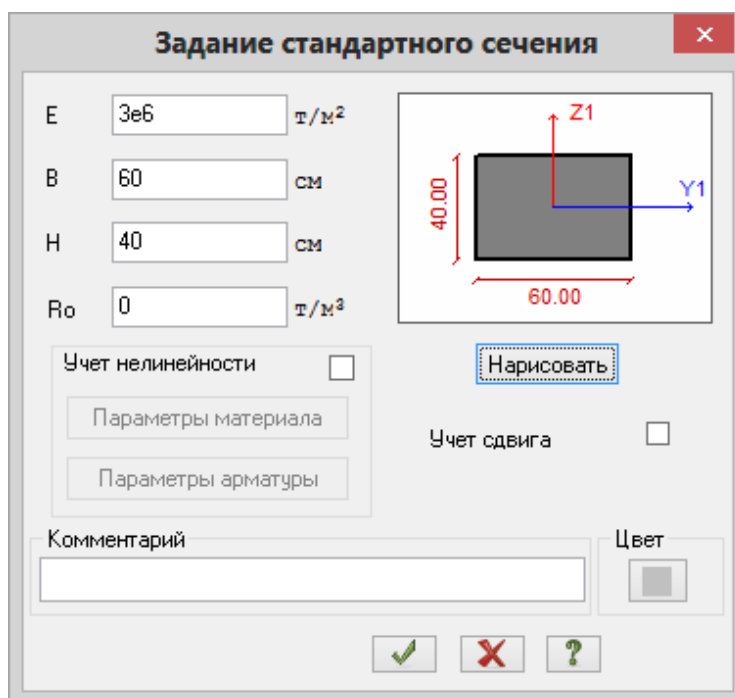 Задание стандартного сечения
E 3e6 т/м²
B 60 см
H 40 см
Ro 0 т/м³
Z1
Y1
40.00
60.00
Учет нелинейности
Нарисовать
Параметры материала
Учет сдвига
Параметры арматуры
Комментарий
Цвет
?